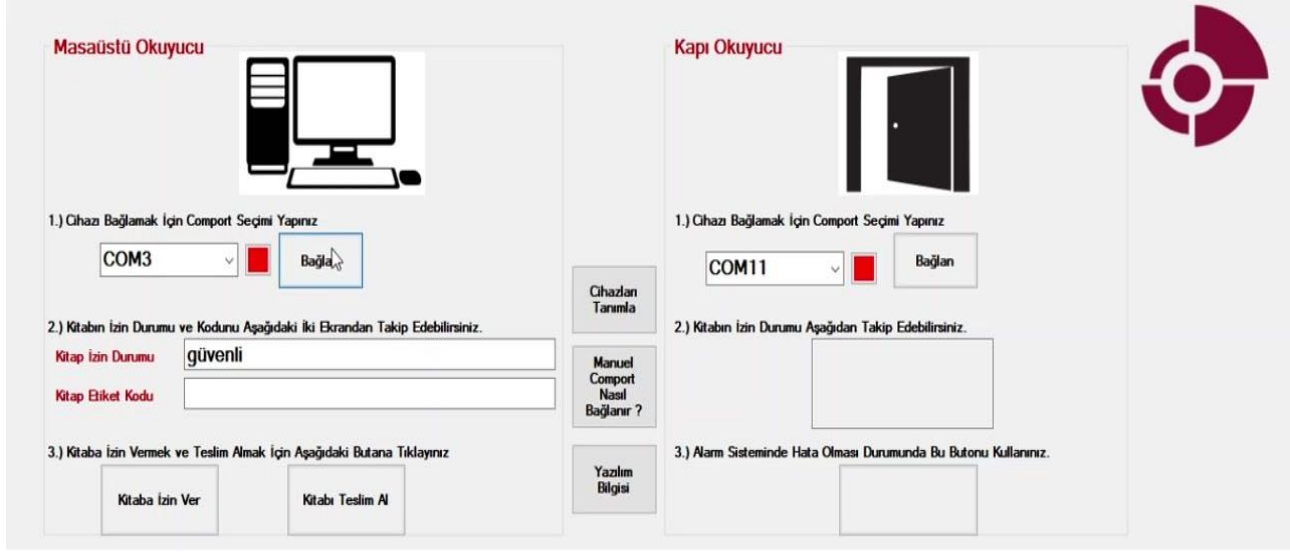 Masaüstü Okuyucu
1.) Cihazı Bağlamak İçin Comport Seçimi Yapınız
COM3
Bağla
2.) Kitabın İzin Durumu ve Kodunu Aşağıdaki İki Ekrandan Takip Edebilirsiniz.
Kitap İzin Durumu
güvenli
Kitap Etiket Kodu
3.) Kitaba İzin Vermek ve Teslim Almak İçin Aşağıdaki Butana Tıklayınız
Kitaba İzin Ver
Kitabı Teslim Al
Cihazları
Tanımla
Manuel
Comport
Nasıl
Bağlanır ?
Yazılım
Bilgisi
Kapı Okuyucu
1.) Cihazı Bağlamak İçin Comport Seçimi Yapınız
COM11
Bağlan
2.) Kitabın İzin Durumu Aşağıdan Takip Edebilirsiniz.
3.) Alarm Sisteminde Hata Olması Durumunda Bu Butonu Kullanınız.